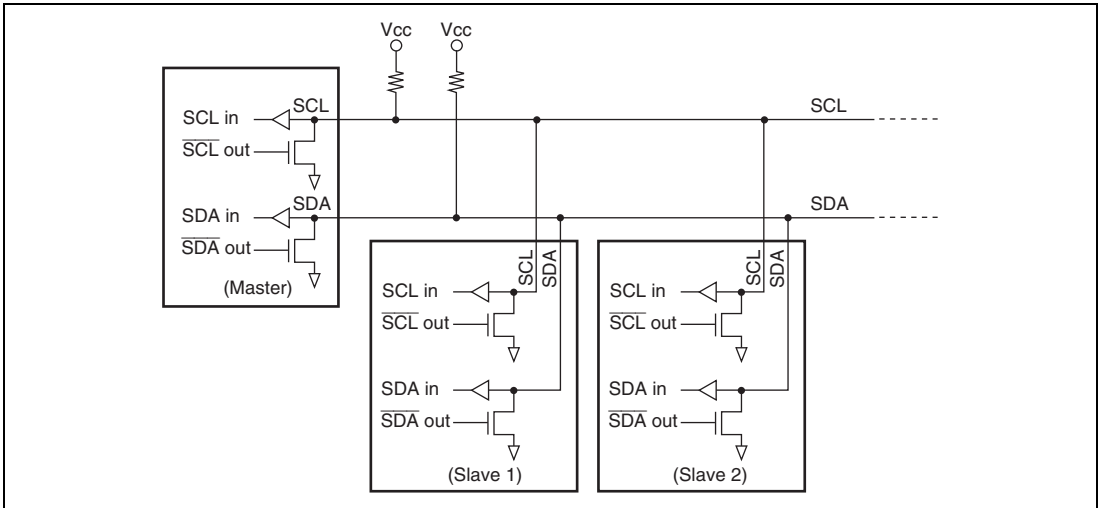 Vcc Vcc
SCL
SCL in
SCL out
SDA
SDA in
SDA out
(Master)
SCL
SDA
SCL
SDA
SCL in
SCL out
SDA in
SDA out
(Slave 1)
SCL
SDA
SCL in
SCL out
SDA in
SDA out
(Slave 2)